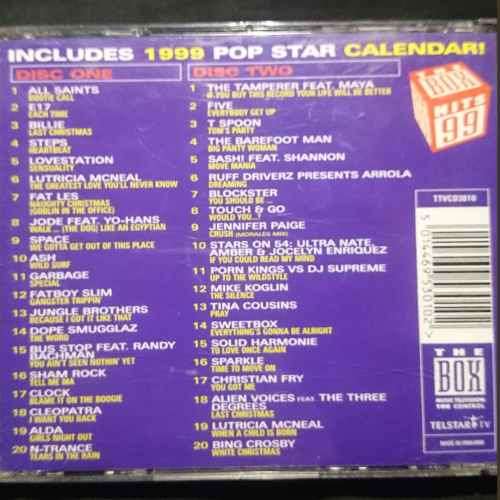 INCLUDES 1999 POP STAR CALENDAR!
DISC ONE
1 ALL SAINTS
BOOTIE CALL
2 E17
EACH TIME
3 BILLIE
LAST CHRISTMAS
4 STEPS
HEARTBEAT
5 LOVESTATION
SENSUALITY
6 LUTRICIA MCNEAL
THE GREATEST LOVE YOU'LL NEVER KNOW
7 FAT LES
NAUGHTY CHRISTMAS
(GOBLIN IN THE OFFICE)
8 JODE FEAT. YO-HANS
WALK ... (THE DOG) LIKE AN EGYPTIAN
9 SPACE
WE GOTTA GET OUT OF THIS PLACE
10 ASH
WILD SURF
11 GARBAGE
SPECIAL
12 FATBOY SLIM
GANGSTER TRIPPIN'
13 JUNGLE BROTHERS
BECAUSE I GOT IT LIKE THAT
14 DOPE SMUGGLAZ
THE WORD
15 BUS STOP FEAT. RANDY
BACHMAN
YOU AIN'T SEEN NOTHIN' YET
16 SHAM ROCK
TELL ME MA
17 CLOCK
BLAME IT ON THE BOOGIE
18 CLEOPATRA
I WANT YOU BACK
19 ALDA
GIRLS NIGHT OUT
20 N-TRANCE
TEARS IN THE RAIN
DISC TWO
1 THE TAMPERER FEAT. MAYA
IF YOU BUY THIS RECORD YOUR LIFE WILL BE BETTER
2 FIVE
EVERYBODY GET UP
3 T SPOON
TOM'S PARTY
4 THE BAREFOOT MAN
BIG PANTY WOMAN
5 SASH! FEAT. SHANNON
MOVE MANIA
6 RUFF DRIVERZ PRESENTS ARROLA
DREAMING
7 BLOCKSTER
YOU SHOULD BE ...
8 TOUCH & GO
WOULD YOU...?
9 JENNIFER PAIGE
CRUSH (MORALES MIX)
10 STARS ON 54: ULTRA NATE,
AMBER & JOCELYN ENRIQUEZ
IF YOU COULD READ MY MIND
11 PORN KINGS VS DJ SUPREME
UP TO THE WILDSTYLE
12 MIKE KOGLIN
THE SILENCE
13 TINA COUSINS
PRAY
14 SWEETBOX
EVERYTHING'S GONNA BE ALRIGHT
15 SOLID HARMONIE
TO LOVE ONCE AGAIN
16 SPARKLE
TIME TO MOVE ON
17 CHRISTIAN FRY
YOU GOT ME
18 ALIEN VOICES FEAT. THE THREE
DEGREES
LAST CHRISTMAS
19 LUTRICIA MCNEAL
WHEN A CHILD IS BORN
20 BING CROSBY
WHITE CHRISTMAS
THE
BOX
HITS
99
TTVCD3010
5 014469 530102
THE
BOX
MUSIC TELEVISION
YOU CONTROL
TELSTAR TV